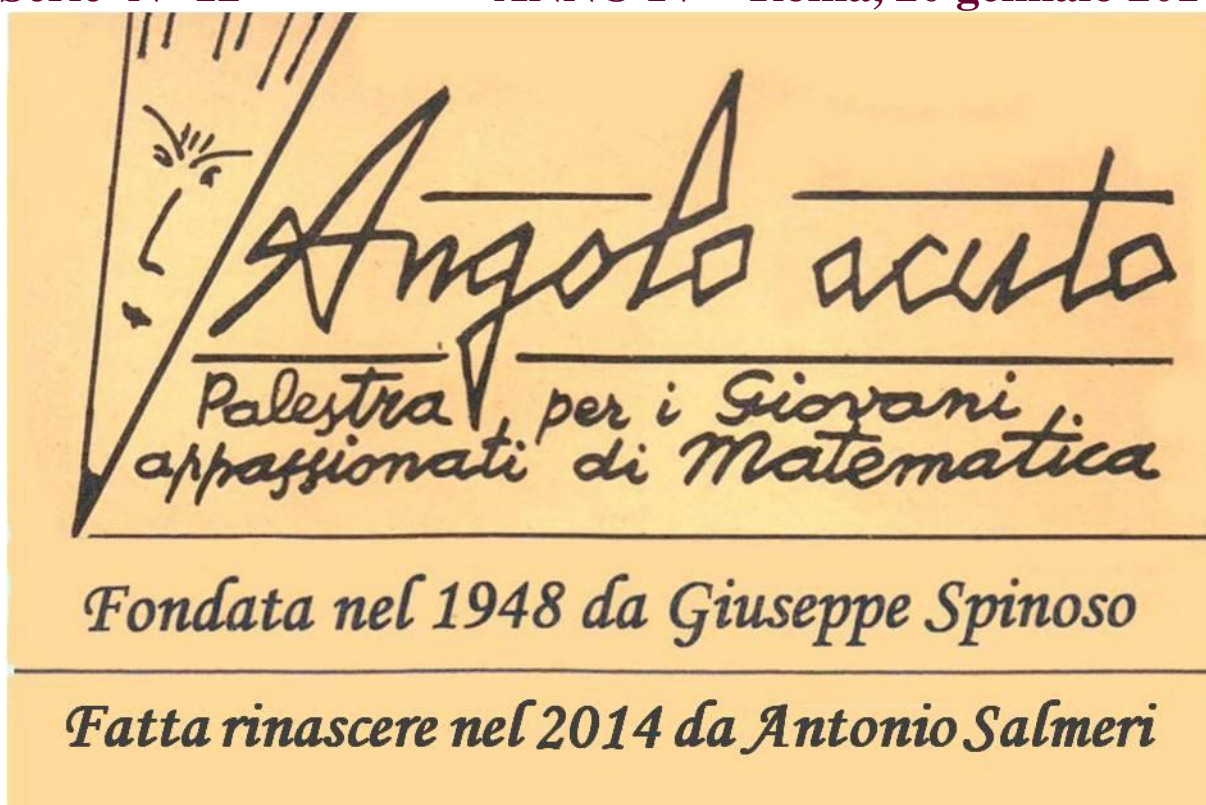 Angolo acuto
Palestra per i Giovani
appassionati di Matematica
Fondata nel 1948 da Giuseppe Spinoso
Fatta rinascere nel 2014 da Antonio Salmeri